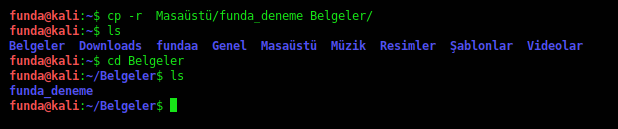 funda@kali:~$ cp -r  Masaüstü/funda_deneme Belgeler/
funda@kali:~$ ls
Belgeler  Downloads  fundaa  Genel  Masaüstü  Müzik  Resimler  Şablonlar  Videolar
funda@kali:~$ cd Belgeler
funda@kali:~/Belgeler$ ls
funda_deneme
funda@kali:~/Belgeler$